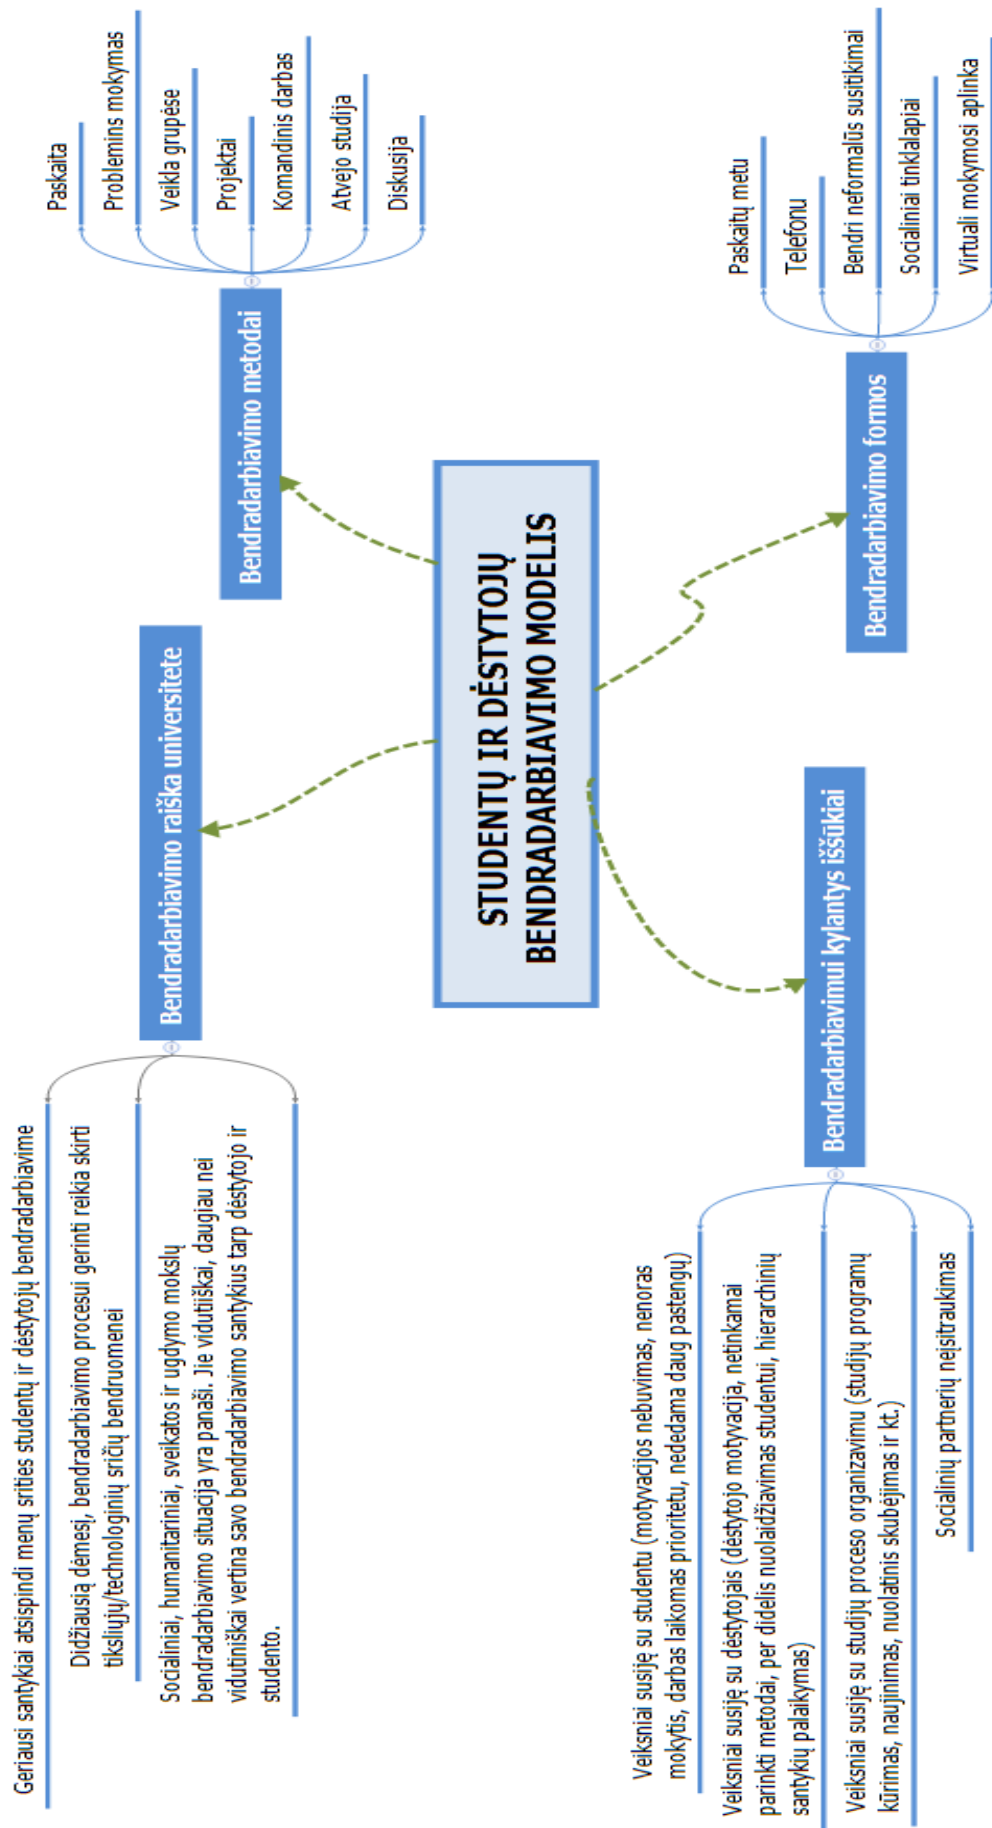 Geriausi santykiai atsispindi menų srities studentų ir dėstytojų bendradarbiavime
Didžiausią dėmesį, bendradarbiavimo procesui gerinti reikia skirti
tiksliųjų/technologinių sričių bendruomenei
Socialiniai, humanitariniai, sveikatos ir ugdymo mokslų
bendradarbiavimo situacija yra panaši. Jie vidutiiškai, daugiau nei
vidutiniškai vertina savo bendradarbiavimo santykius tarp dėstytojo ir
studento.
Bendradarbiavimo raiška universitete
Bendradarbiavimo metodai
Paskaita
Problemins mokymas
Veikla grupėse
Projektai
Komandinis darbas
Atvejo studija
Diskusija
STUDENTŲ IR DĖSTYTOJŲ
BENDRADARBIAVIMO MODELIS
Veiksniai susiję su studentu (motyvacijos nebuvimas, nenoras
mokytis, darbas laikomas prioritetu, nededama daug pastengų)
Veiksniai susiję su dėstytojais (dėstytojo motyvacija, netinkamai
parinkti metodai, per didelis nuolaidžiavimas studentui, hierarchinių
santykių palaikymas)
Veiksniai susiję su studijų proceso organizavimu (studijų programų
kūrimas, naujinimas, nuolatinis skubėjimas ir kt.)
Socialinių partnerių neįsitraukimas
Bendradarbiavimui kylantys iššūkiai
Bendradarbiavimo formos
Paskaitų metu
Telefonu
Bendri neformalūs susitikimai
Socialiniai tinklalapiai
Virtuali mokymosi aplinka